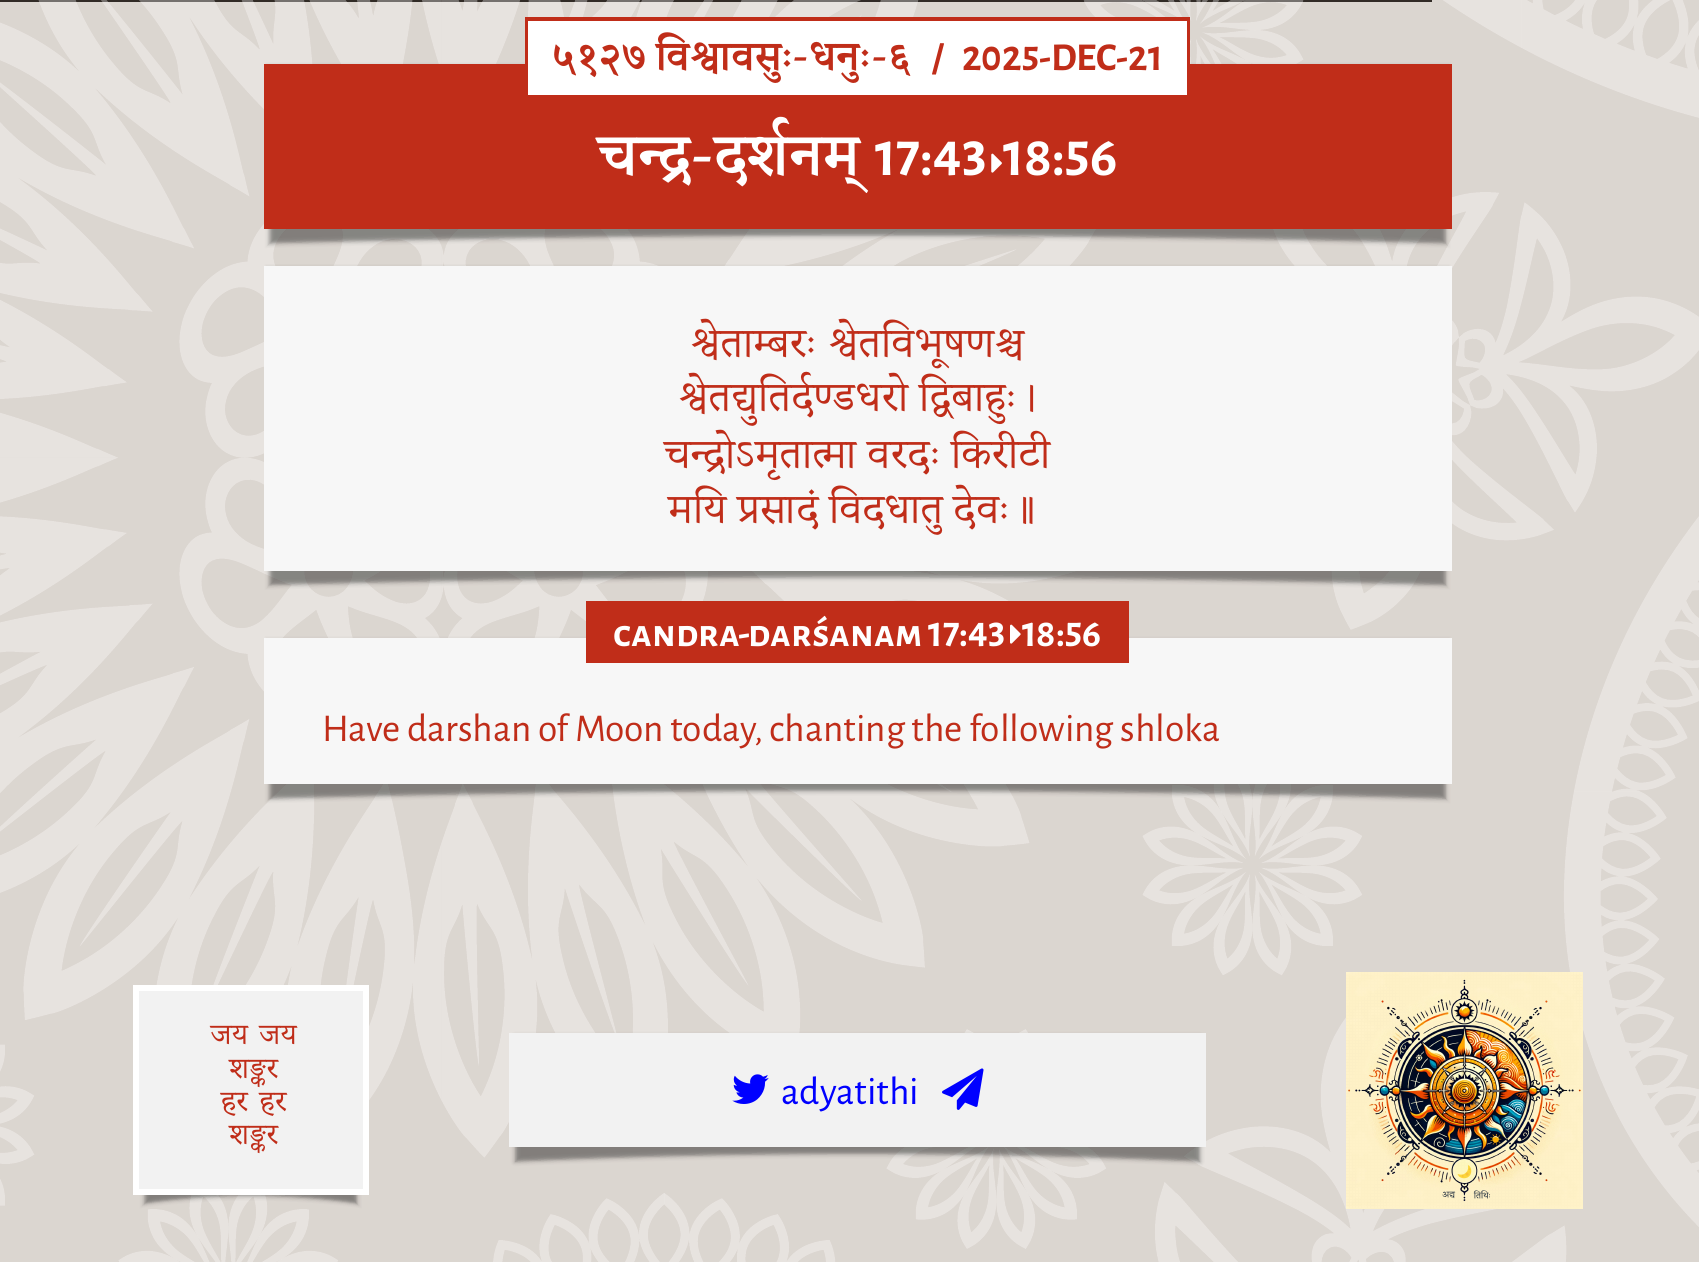 ५१२७ विश्वावसुः-धनुः-६ / 2025-DEC-21
चन्द्र-दर्शनम् 17:43▸18:56
श्वेताम्बरः श्वेतविभूषणश्च
श्वेतद्युतिर्दण्डधरो द्विबाहुः ।
चन्द्रोऽमृतात्मा वरदः किरीटी
मयि प्रसादं विदधातु देवः ॥
CANDRA-DARŚANAM 17:43▸18:56
Have darshan of Moon today, chanting the following shloka
जय जय
शङ्कर
हर हर
शङ्कर
adyatithi
अद्य तिथिः